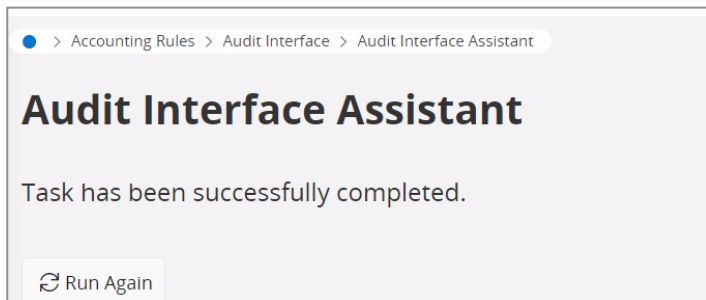 > Accounting Rules > Audit Interface > Audit Interface Assistant
Audit Interface Assistant
Task has been successfully completed.
Run Again